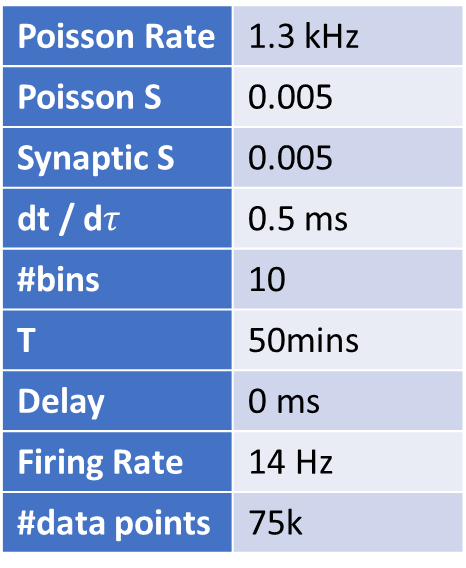 Poisson Rate 1.3 kHz
Poisson S 0.005
Synaptic S 0.005
dt / dτ 0.5 ms
#bins 10
T 50mins
Delay 0 ms
Firing Rate 14 Hz
#data points 75k